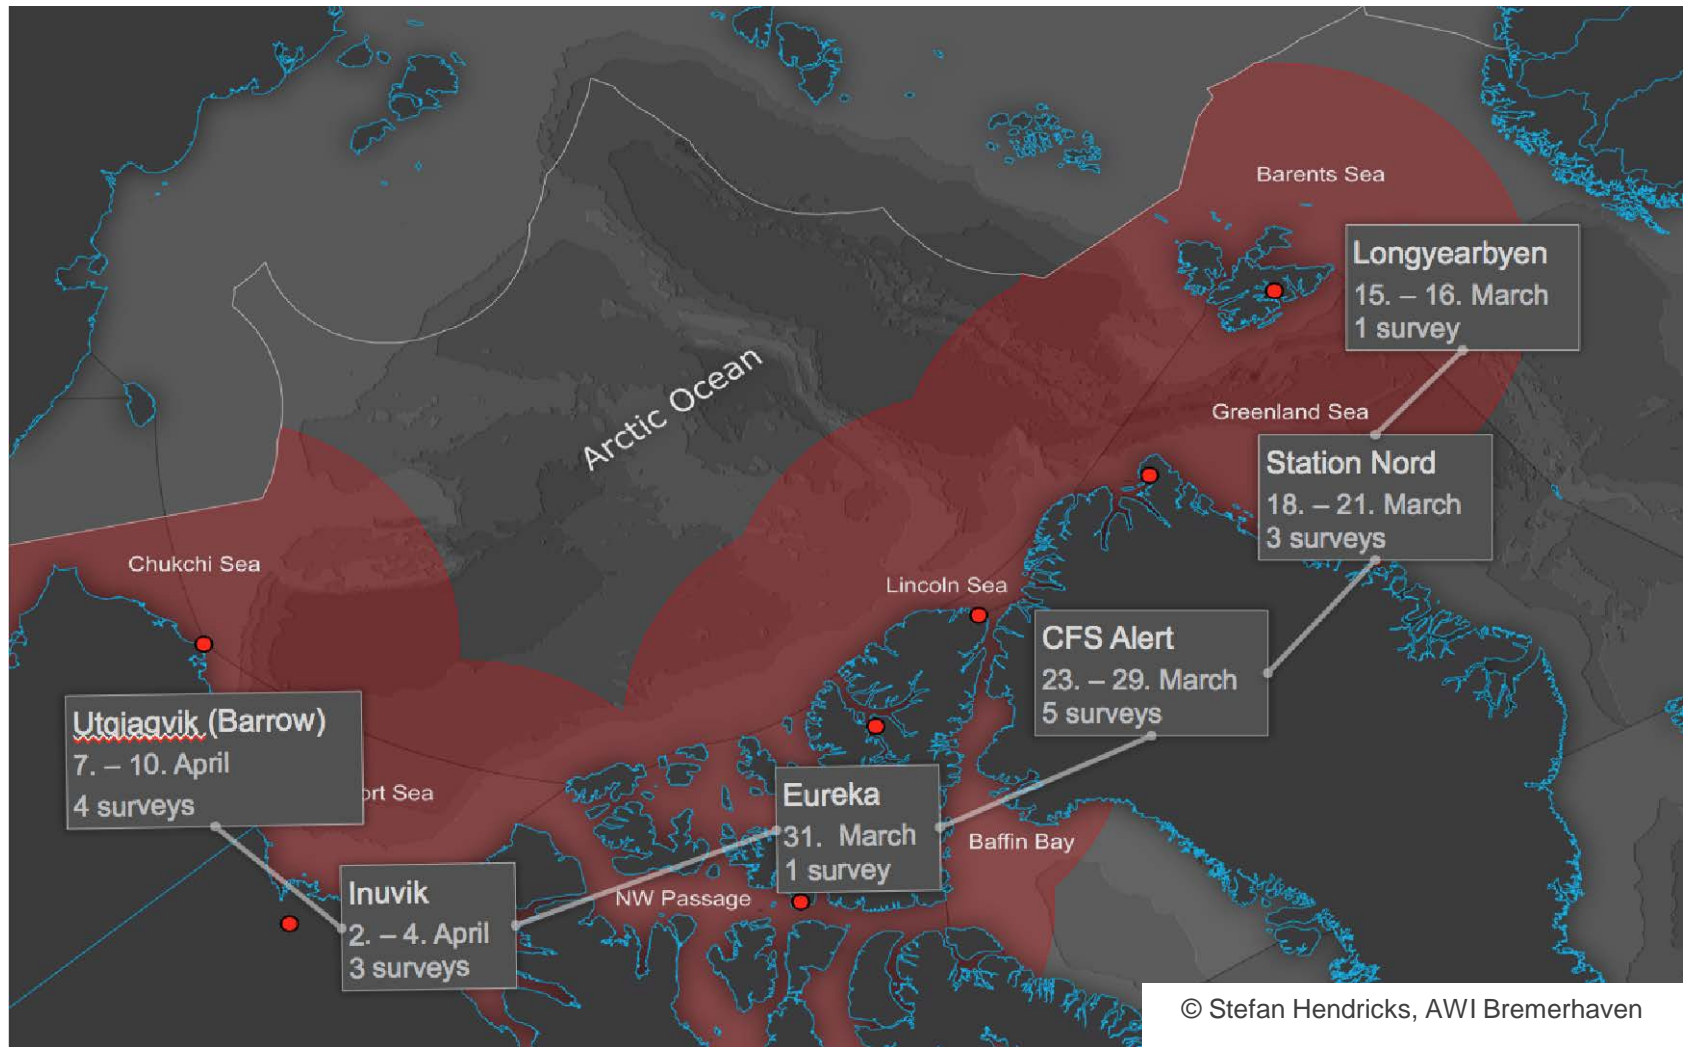 Barents Sea
Longyearbyen
15. – 16. March
1 survey
Arctic Ocean
Greenland Sea
Station Nord
18. – 21. March
3 surveys
Chukchi Sea
Lincoln Sea
CFS Alert
23. – 29. March
5 surveys
Utqiagvik (Barrow)
7. – 10. April
4 surveys
ort Sea
Eureka
31. March
1 survey
Baffin Bay
NW Passage
Inuvik
2. – 4. April
3 surveys
© Stefan Hendricks, AWI Bremerhaven